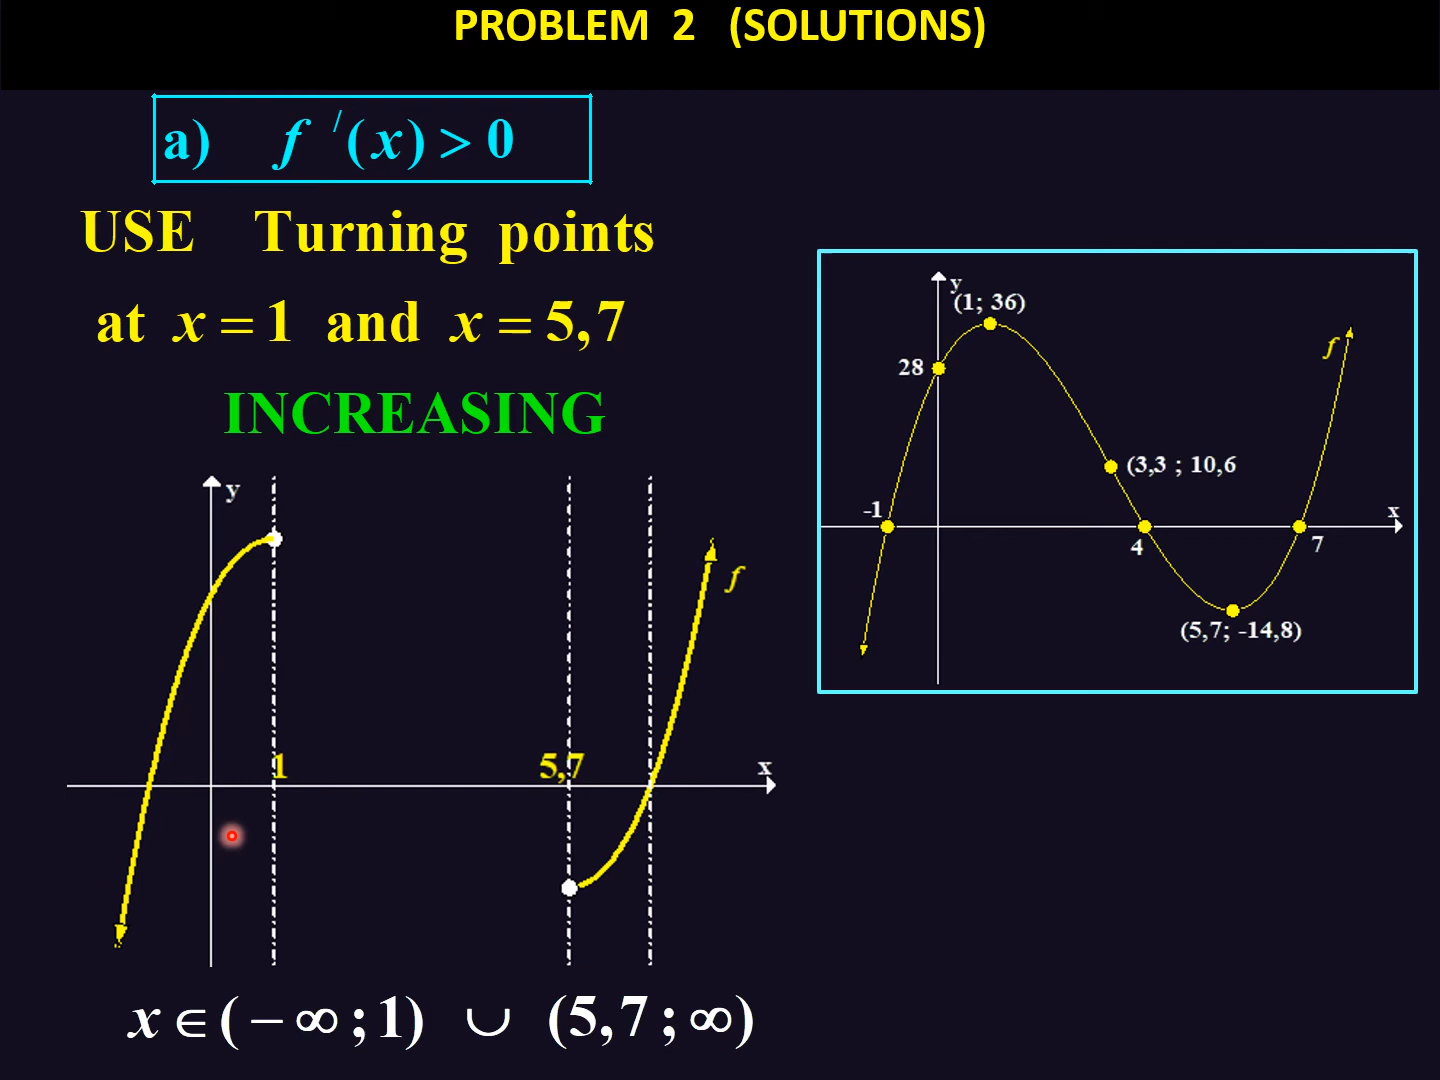 PROBLEM 2 (SOLUTIONS)
a) f /(x) > 0
USE Turning points
at x = 1 and x = 5,7
INCREASING
y
f
1
5,7
x
x ∈ (−∞ ; 1) ∪ (5,7 ; ∞)
y
(1; 36)
28
f
(3,3 ; 10,6
-1
x
4
7
(5,7; -14,8)